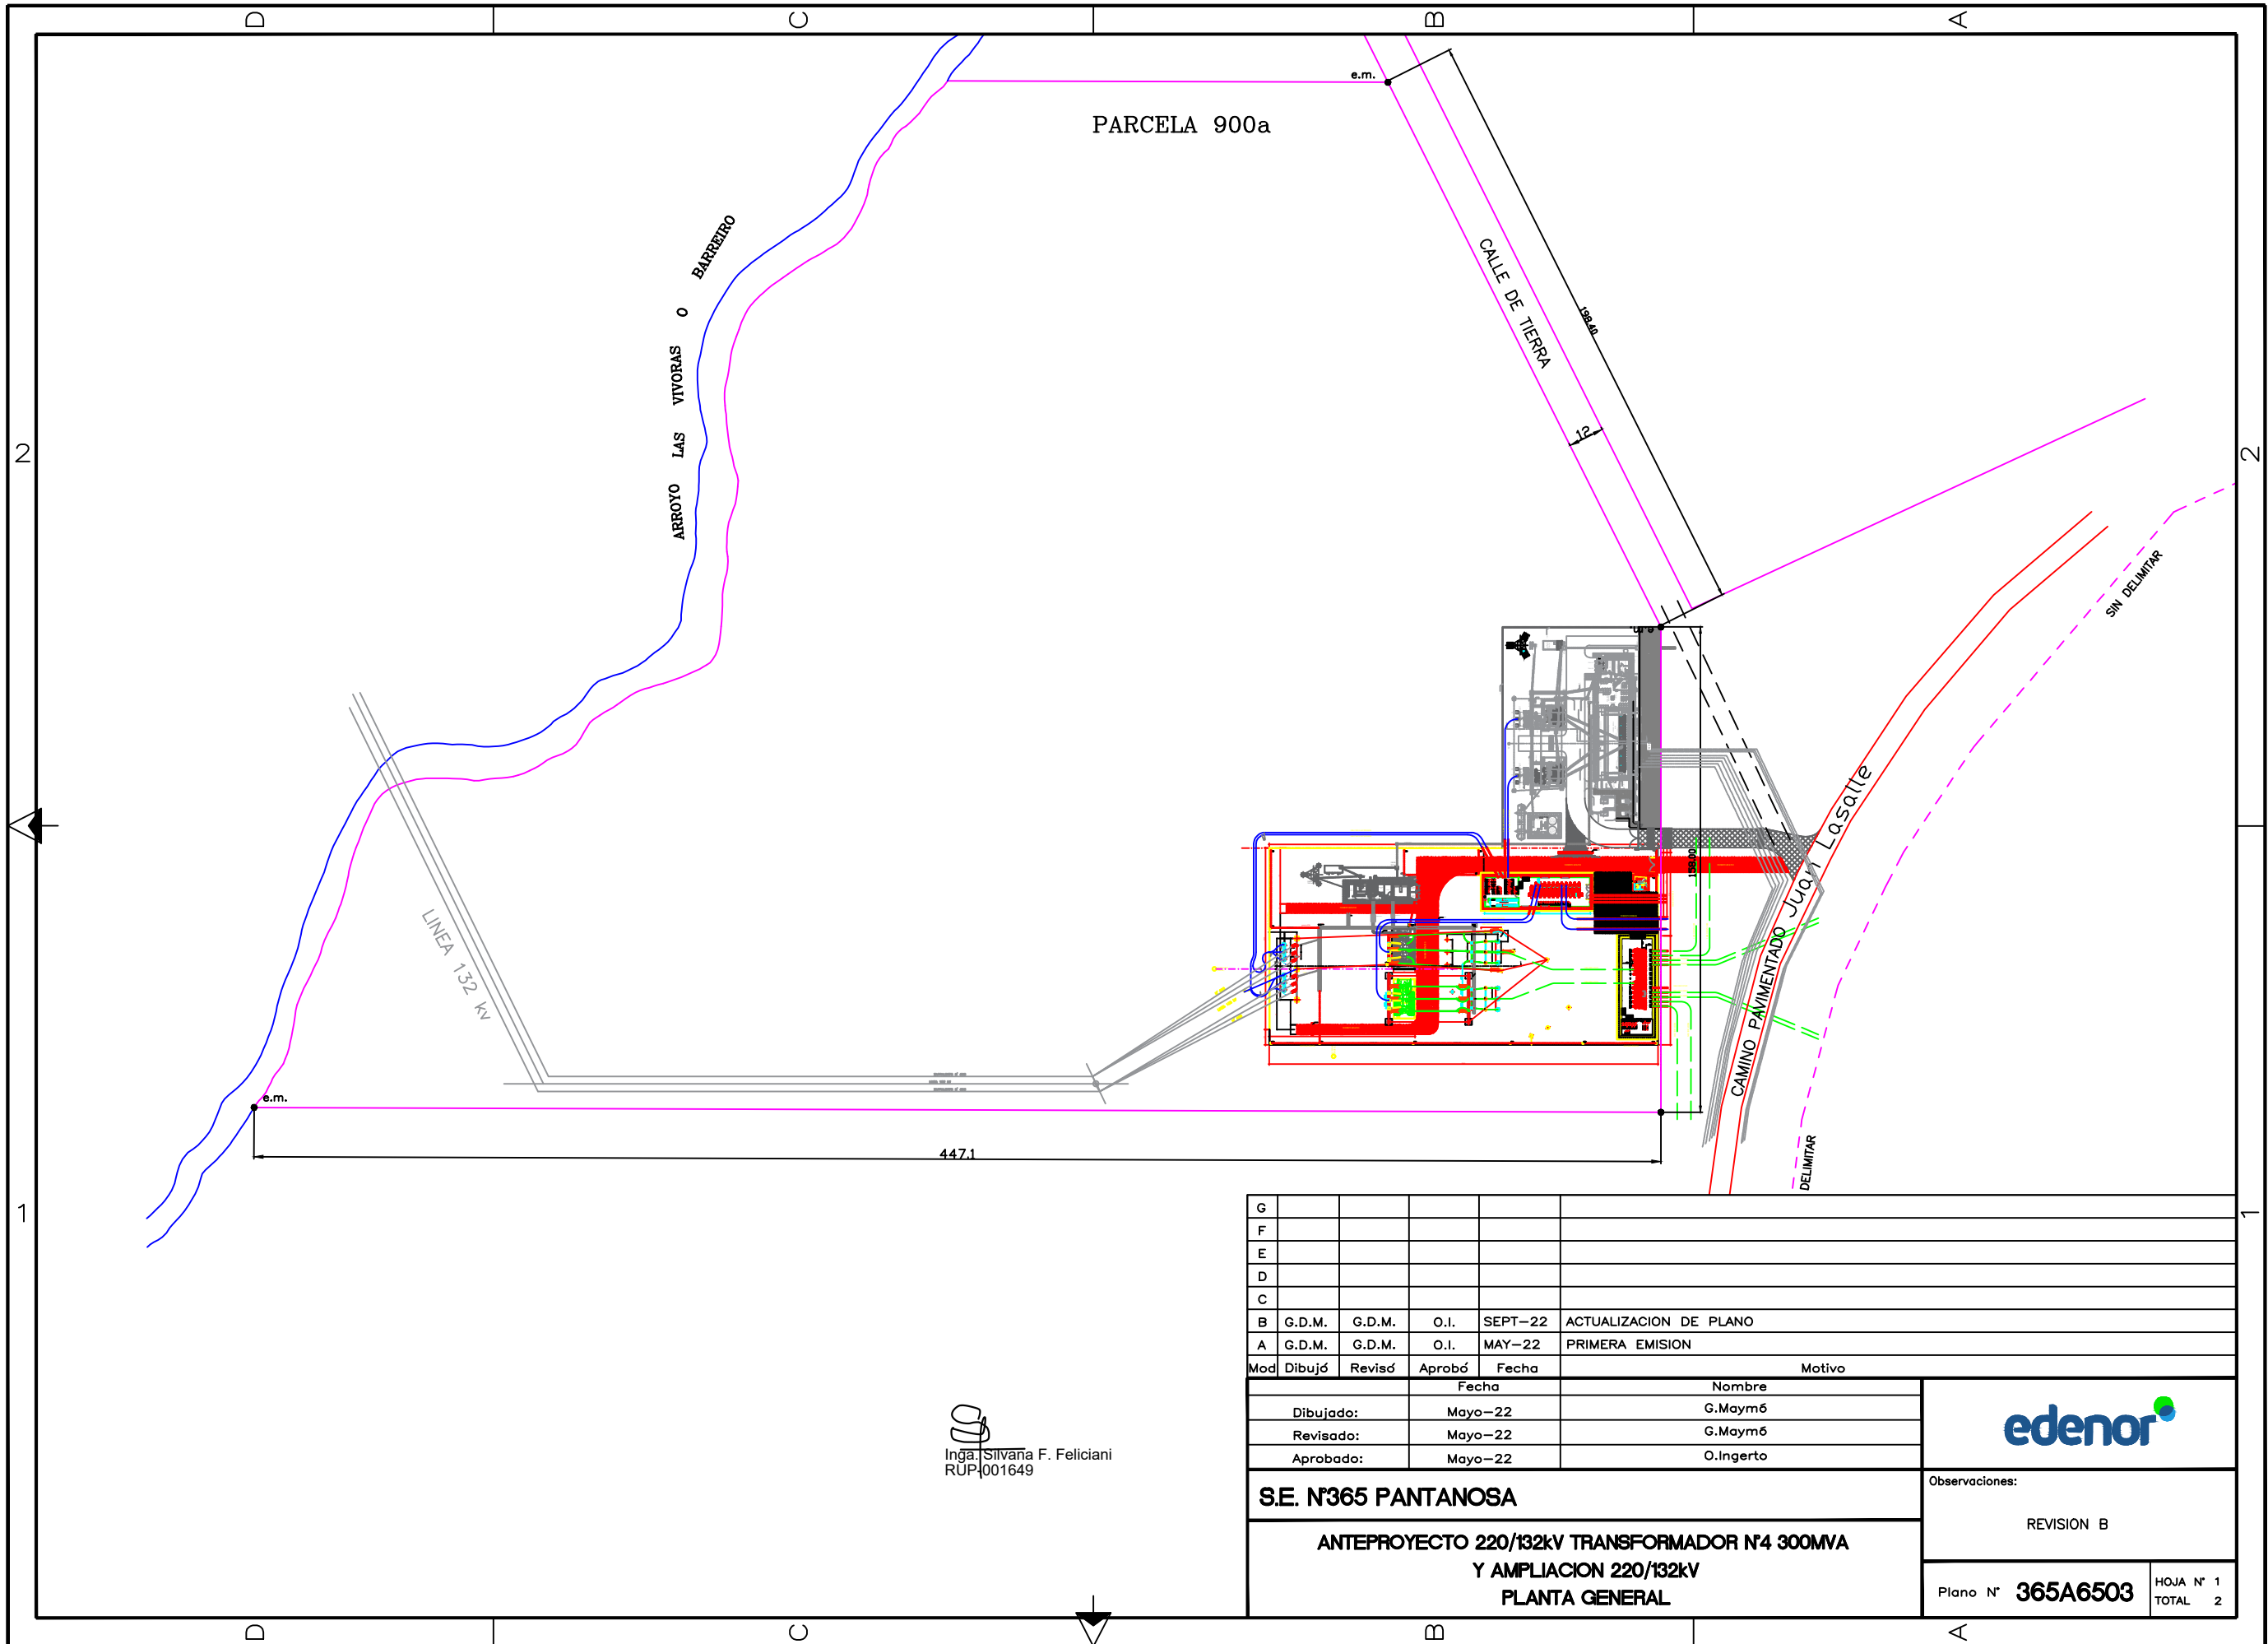 D C B A
e.m.
PARCELA 900a
BARREIRO
O
VIVORAS
LAS
ARROYO
CALLE DE TIERRA
198.40
12
2 2
SIN DELIMITAR
CAMINO PAVIMENTADO Juan Lasalle
158.00
LINEA 132 kv
e.m.
447.1
DELIMITAR
1 1
G
F
E
D
C
B G.D.M. G.D.M. O.I. SEPT-22 ACTUALIZACION DE PLANO
A G.D.M. G.D.M. O.I. MAY-22 PRIMERA EMISION
Mod Dibujó Revisó Aprobó Fecha Motivo
Fecha Nombre
Dibujado: Mayo-22 G.Maymó
Revisado: Mayo-22 G.Maymó
Aprobado: Mayo-22 O.Ingerto
edenor
Inga. Silvana F. Feliciani
RUP-001649
S.E. N°365 PANTANOSA
Observaciones:
REVISION B
ANTEPROYECTO 220/132kV TRANSFORMADOR N°4 300MVA
Y AMPLIACION 220/132kV
PLANTA GENERAL
Plano N° 365A6503
HOJA N° 1
TOTAL 2
D C B A